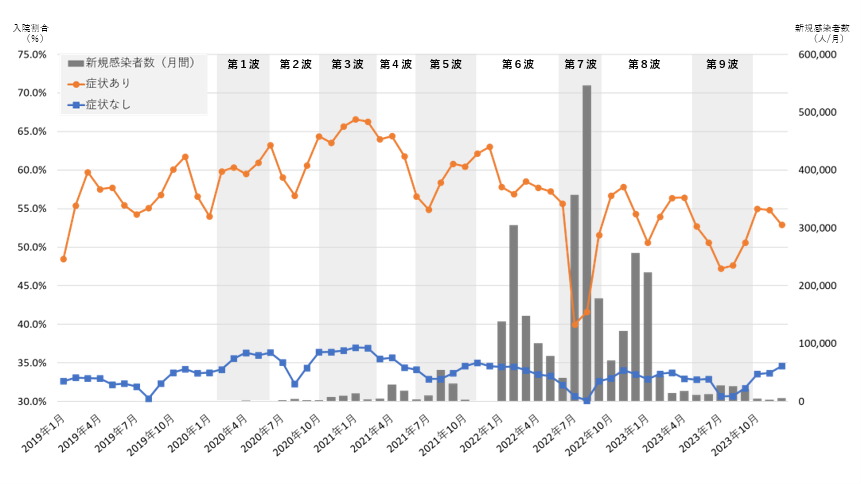 入院割合
（%）
新規感染者数
（人/月）
75.0%
70.0%
65.0%
60.0%
55.0%
50.0%
45.0%
40.0%
35.0%
30.0%
新規感染者数（月間）
症状あり
症状なし
第１波
第２波
第３波
第４波
第５波
第６波
第７波
第８波
第９波
600,000
500,000
400,000
300,000
200,000
100,000
0
2019年1月
2019年4月
2019年7月
2019年10月
2020年1月
2020年4月
2020年7月
2020年10月
2021年1月
2021年4月
2021年7月
2021年10月
2022年1月
2022年4月
2022年7月
2022年10月
2023年1月
2023年4月
2023年7月
2023年10月